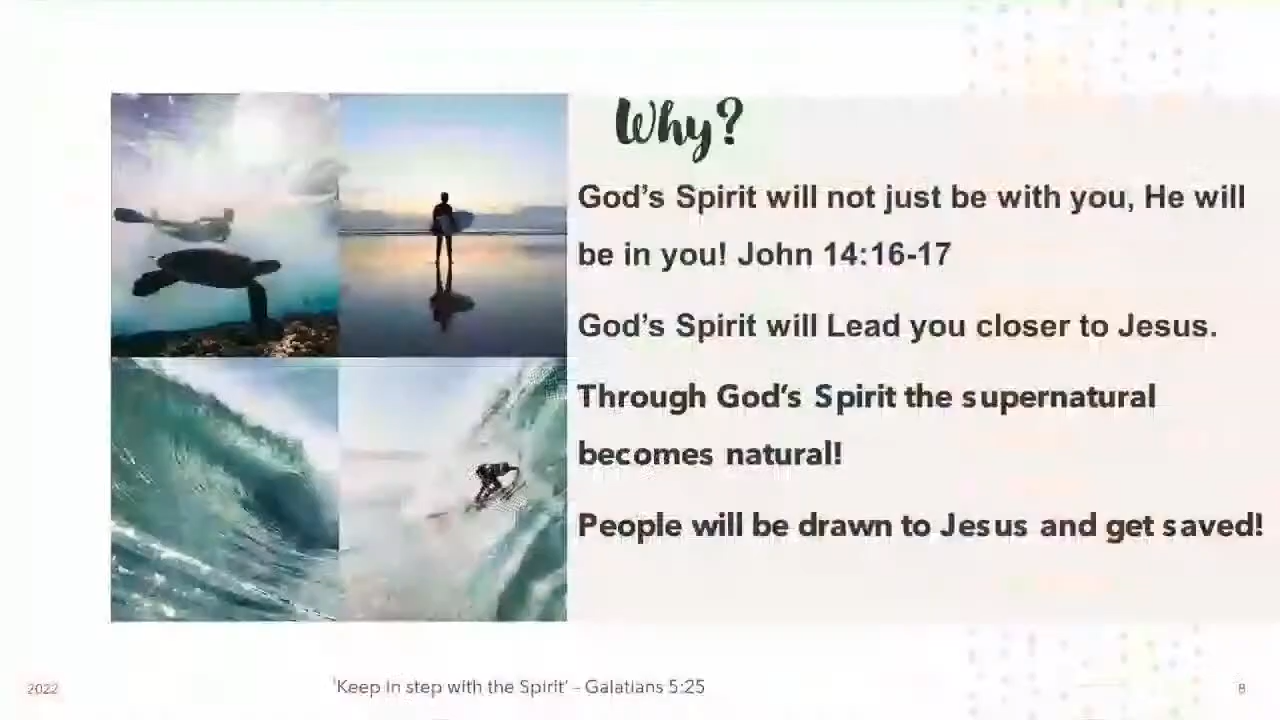 Why?
God's Spirit will not just be with you, He will
be in you! John 14:16-17
God's Spirit will Lead you closer to Jesus.
Through God's Spirit the supernatural
becomes natural!
People will be drawn to Jesus and get saved!
2022
'Keep in step with the Spirit' - Galatians 5:25
8